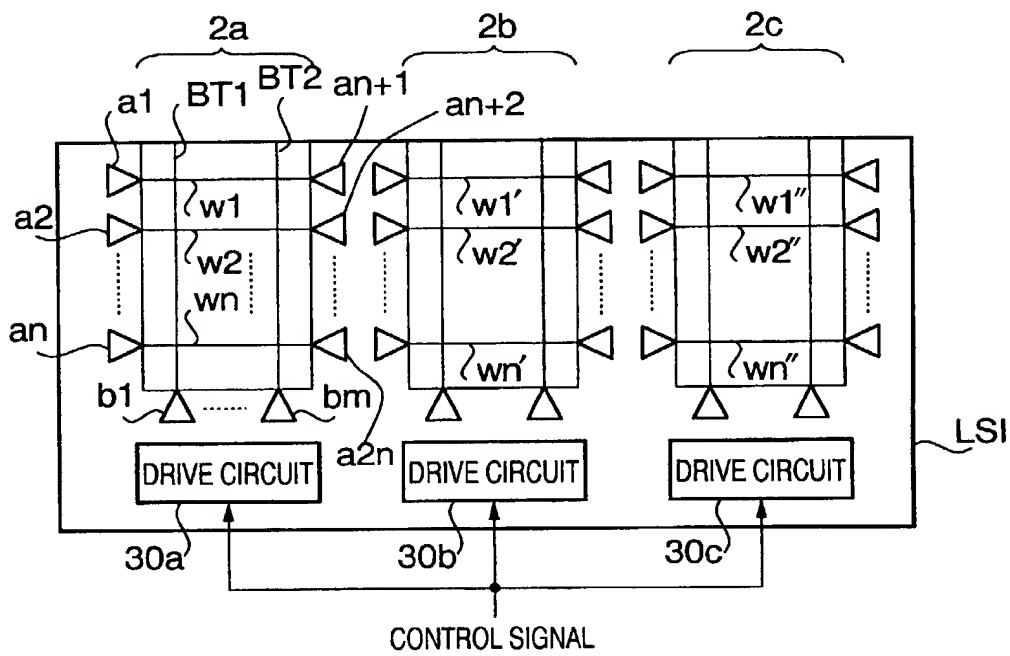 2a 2b 2c
BT1 BT2 an+1
a1 an+2
w1 w1′ w1″
a2
w2 w2′ w2″
wn
an
wn′ wn″
b1 bm
a2n LSI
DRIVE CIRCUIT DRIVE CIRCUIT DRIVE CIRCUIT
30a 30b 30c
CONTROL SIGNAL